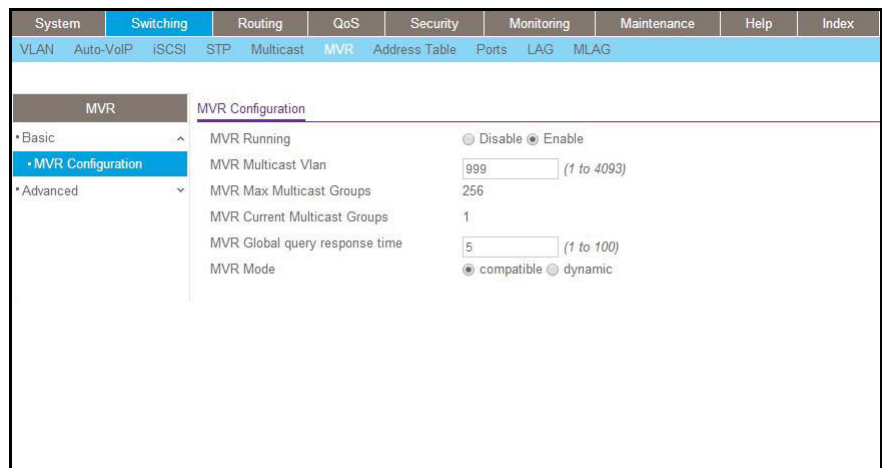 System Switching Routing QoS Security Monitoring Maintenance Help Index
VLAN Auto-VoIP iSCSI STP Multicast MVR Address Table Ports LAG MLAG
MVR
• Basic
• MVR Configuration
• Advanced
MVR Configuration
MVR Running Disable Enable
MVR Multicast Vlan 999 (1 to 4093)
MVR Max Multicast Groups 256
MVR Current Multicast Groups 1
MVR Global query response time 5 (1 to 100)
MVR Mode compatible dynamic